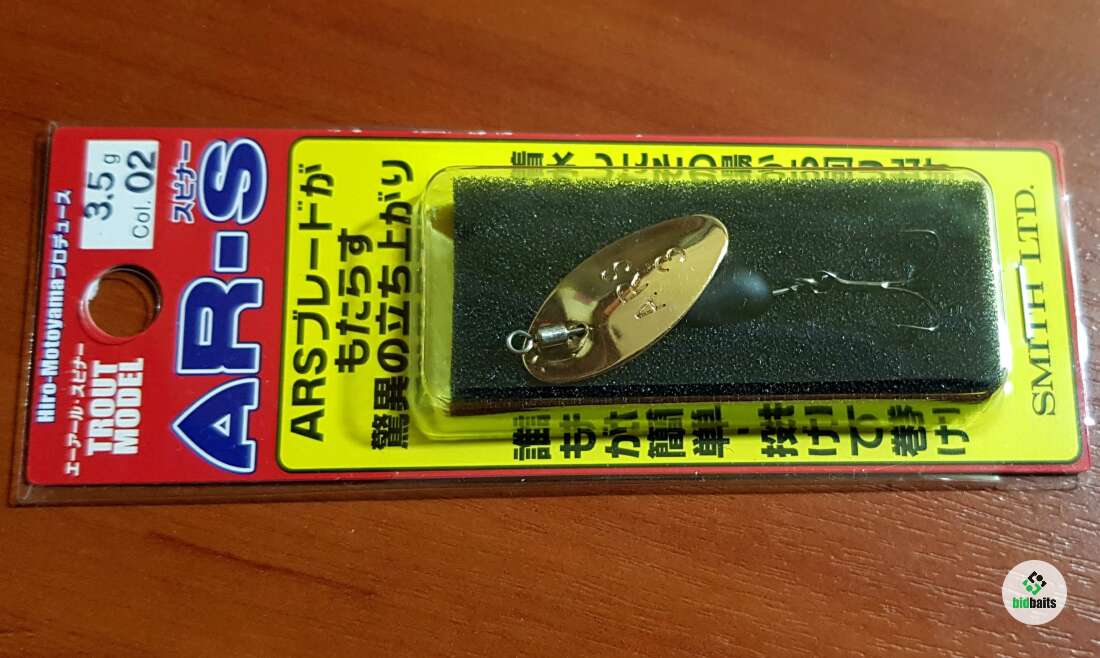 3.5g
Col. 02
Hiro-Motoyamaプロデュース
エーアール・スピナー
TROUT
MODEL
AR-S
スピナー
ARSブレードが
もたらす
驚異の立ち上がり
誰もが簡単・投げて巻け
SMITH LTD.
AR-S
bidbaits